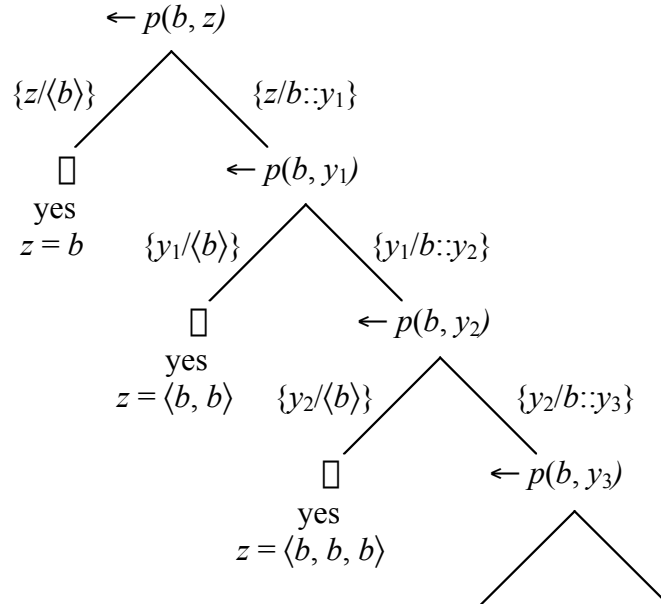 ← p(b, z)
{z/⟨b⟩} {z/b::y₁}
← p(b, y₁)
yes
z = b
{y₁/⟨b⟩} {y₁/b::y₂}
← p(b, y₂)
yes
z = ⟨b, b⟩
{y₂/⟨b⟩} {y₂/b::y₃}
← p(b, y₃)
yes
z = ⟨b, b, b⟩